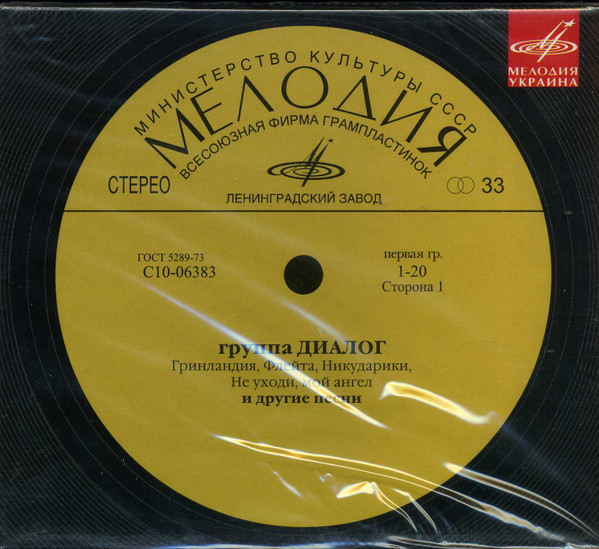 МЕЛОДИЯ
УКРАИНА
МИНИСТЕРСТВО КУЛЬТУРЫ СССР
МЕЛОДИЯ
ВСЕСОЮЗНАЯ ФИРМА ГРАМПЛАСТИНОК
СТЕРЕО 33
ЛЕНИНГРАДСКИЙ ЗАВОД
ГОСТ 5289-73 первая гр.
С10-06383 1-20
Сторона 1
группа ДИАЛОГ
Гринландия, Флейта, Никударики,
Не уходи, мой ангел
и другие песни